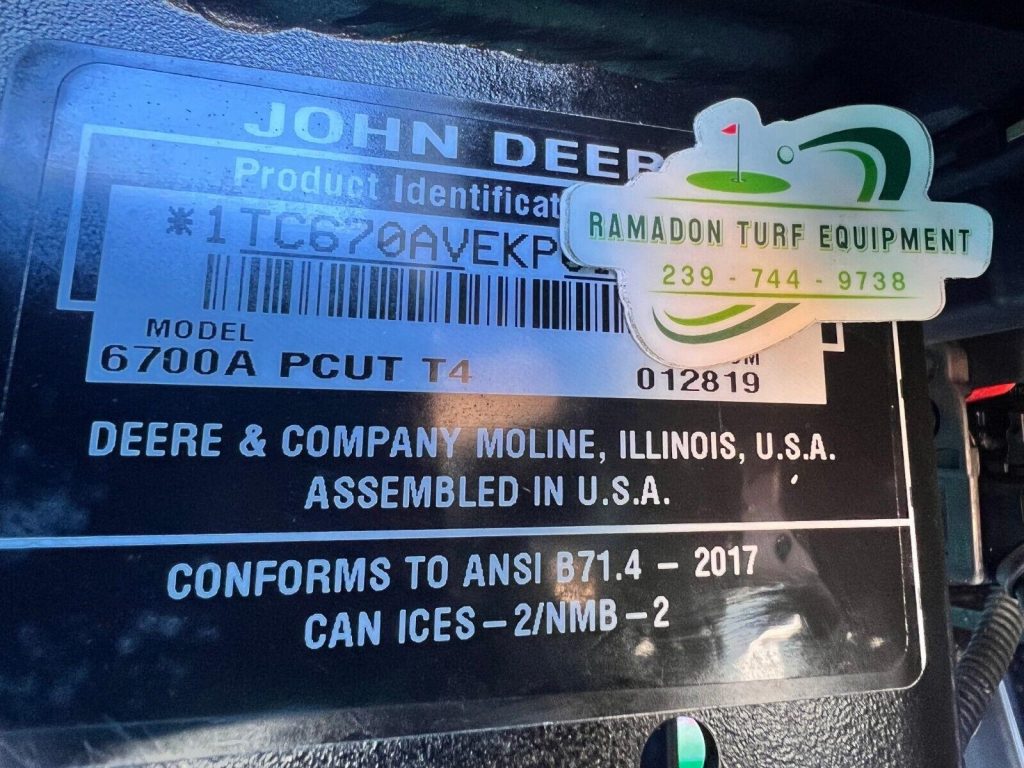 JOHN DEER
Product Identificat
*1TC670AVEKP
MODEL
6700A PCUT T4
012819
DEERE & COMPANY MOLINE, ILLINOIS, U.S.A.
ASSEMBLED IN U.S.A.
CONFORMS TO ANSI B71.4 – 2017
CAN ICES–2/NMB–2
RAMADON TURF EQUIPMENT
239 - 744 - 9738